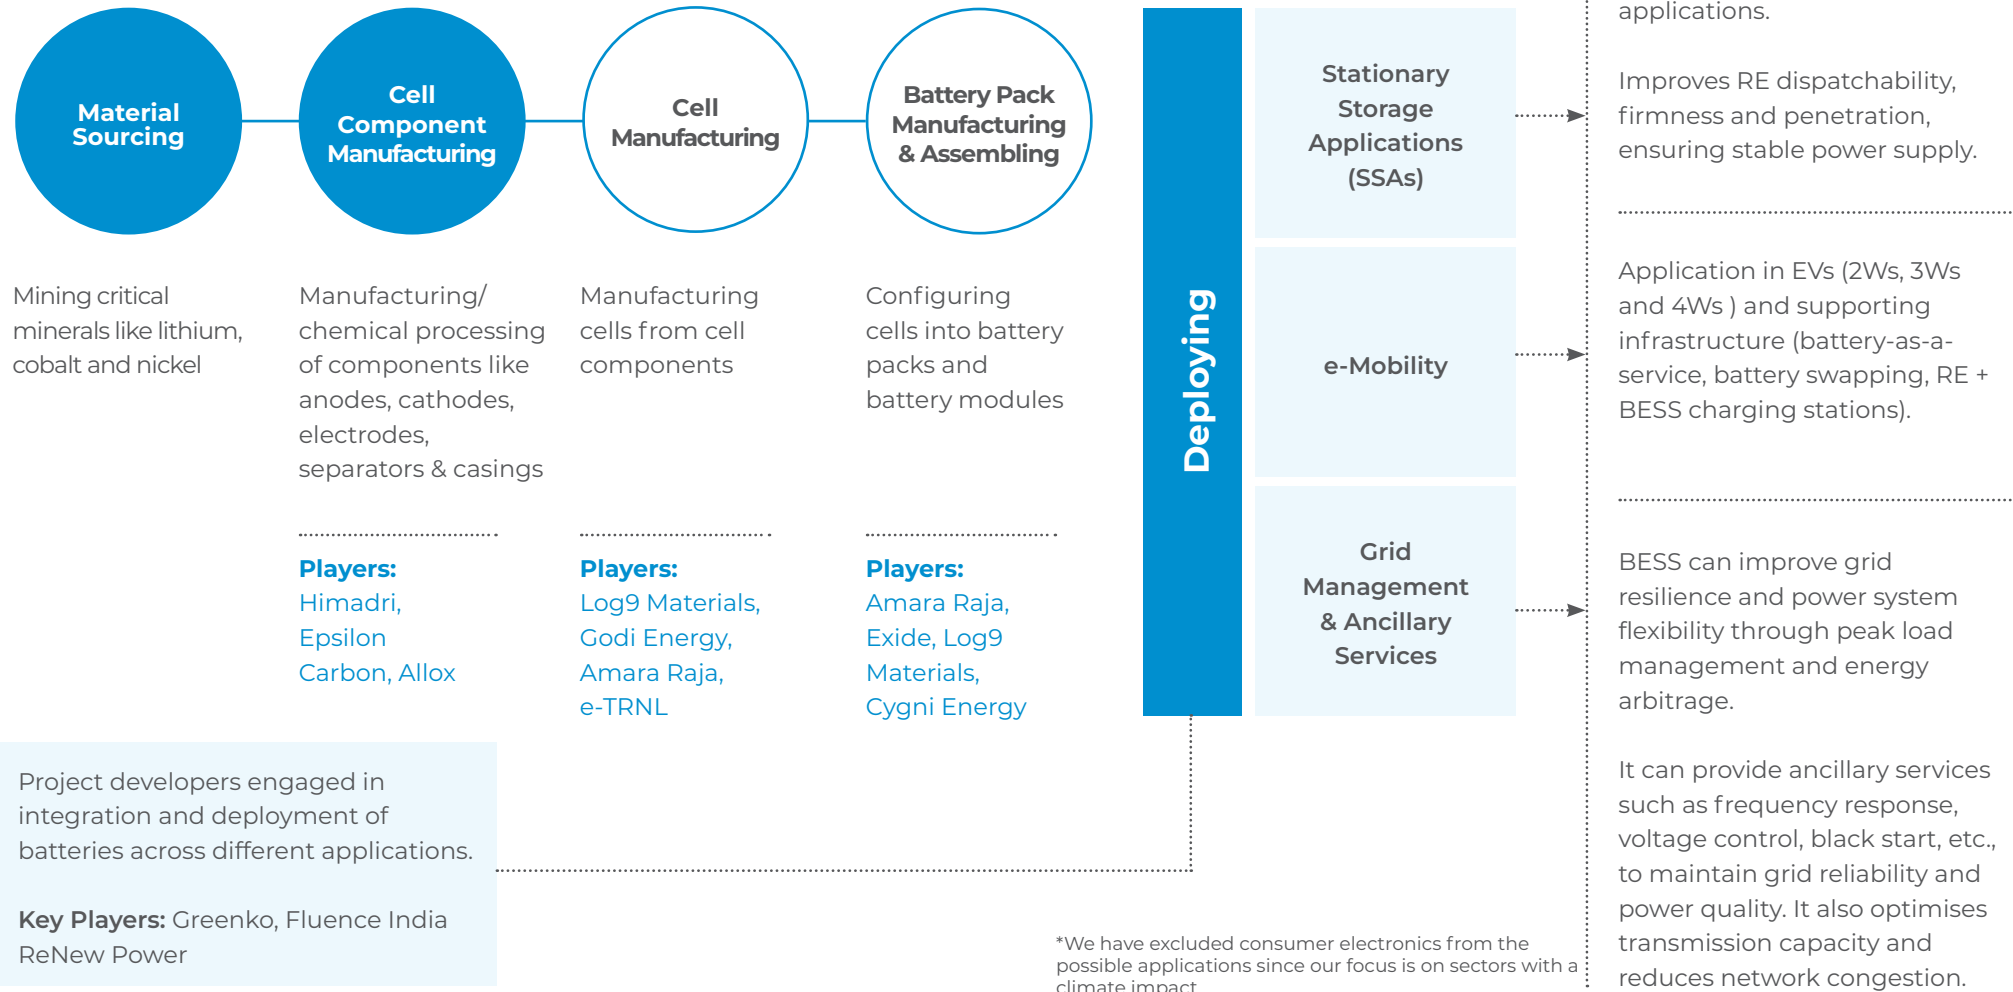 Material
Sourcing
Cell
Component
Manufacturing
Cell
Manufacturing
Battery Pack
Manufacturing
& Assembling
Mining critical
minerals like lithium,
cobalt and nickel
Manufacturing/
chemical processing
of components like
anodes, cathodes,
electrodes,
separators & casings
Manufacturing
cells from cell
components
Configuring
cells into battery
packs and
battery modules
Players:
Himadri,
Epsilon
Carbon, Allox
Players:
Log9 Materials,
Godi Energy,
Amara Raja,
e-TRNL
Players:
Amara Raja,
Exide, Log9
Materials,
Cygni Energy
Project developers engaged in
integration and deployment of
batteries across different applications.
Key Players: Greenko, Fluence India
ReNew Power
Deploying
Stationary
Storage
Applications
(SSAs)
e-Mobility
Grid
Management
& Ancillary
Services
applications.
Improves RE dispatchability,
firmness and penetration,
ensuring stable power supply.
Application in EVs (2Ws, 3Ws
and 4Ws ) and supporting
infrastructure (battery-as-a-
service, battery swapping, RE +
BESS charging stations).
BESS can improve grid
resilience and power system
flexibility through peak load
management and energy
arbitrage.
It can provide ancillary services
such as frequency response,
voltage control, black start, etc.,
to maintain grid reliability and
power quality. It also optimises
transmission capacity and
reduces network congestion.
*We have excluded consumer electronics from the
possible applications since our focus is on sectors with a
climate impact